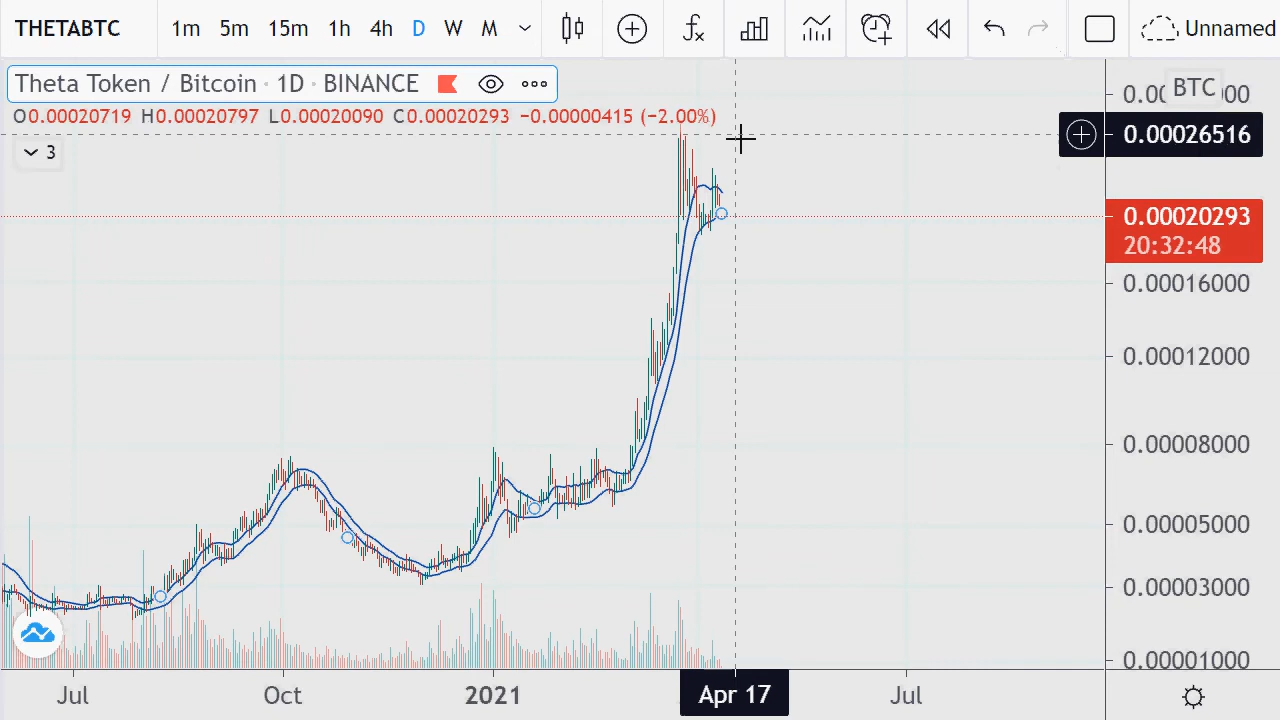 THETABTC 1m 5m 15m 1h 4h D W M Unnamed
Theta Token / Bitcoin · 1D · BINANCE
BTC
O0.00020719 H0.00020797 L0.00020090 C0.00020293 −0.00000415 (−2.00%)
0.00026516
3
0.00020293
20:32:48
0.00016000
0.00012000
0.00008000
0.00005000
0.00003000
0.00001000
Jul Oct 2021 Apr 17 Jul